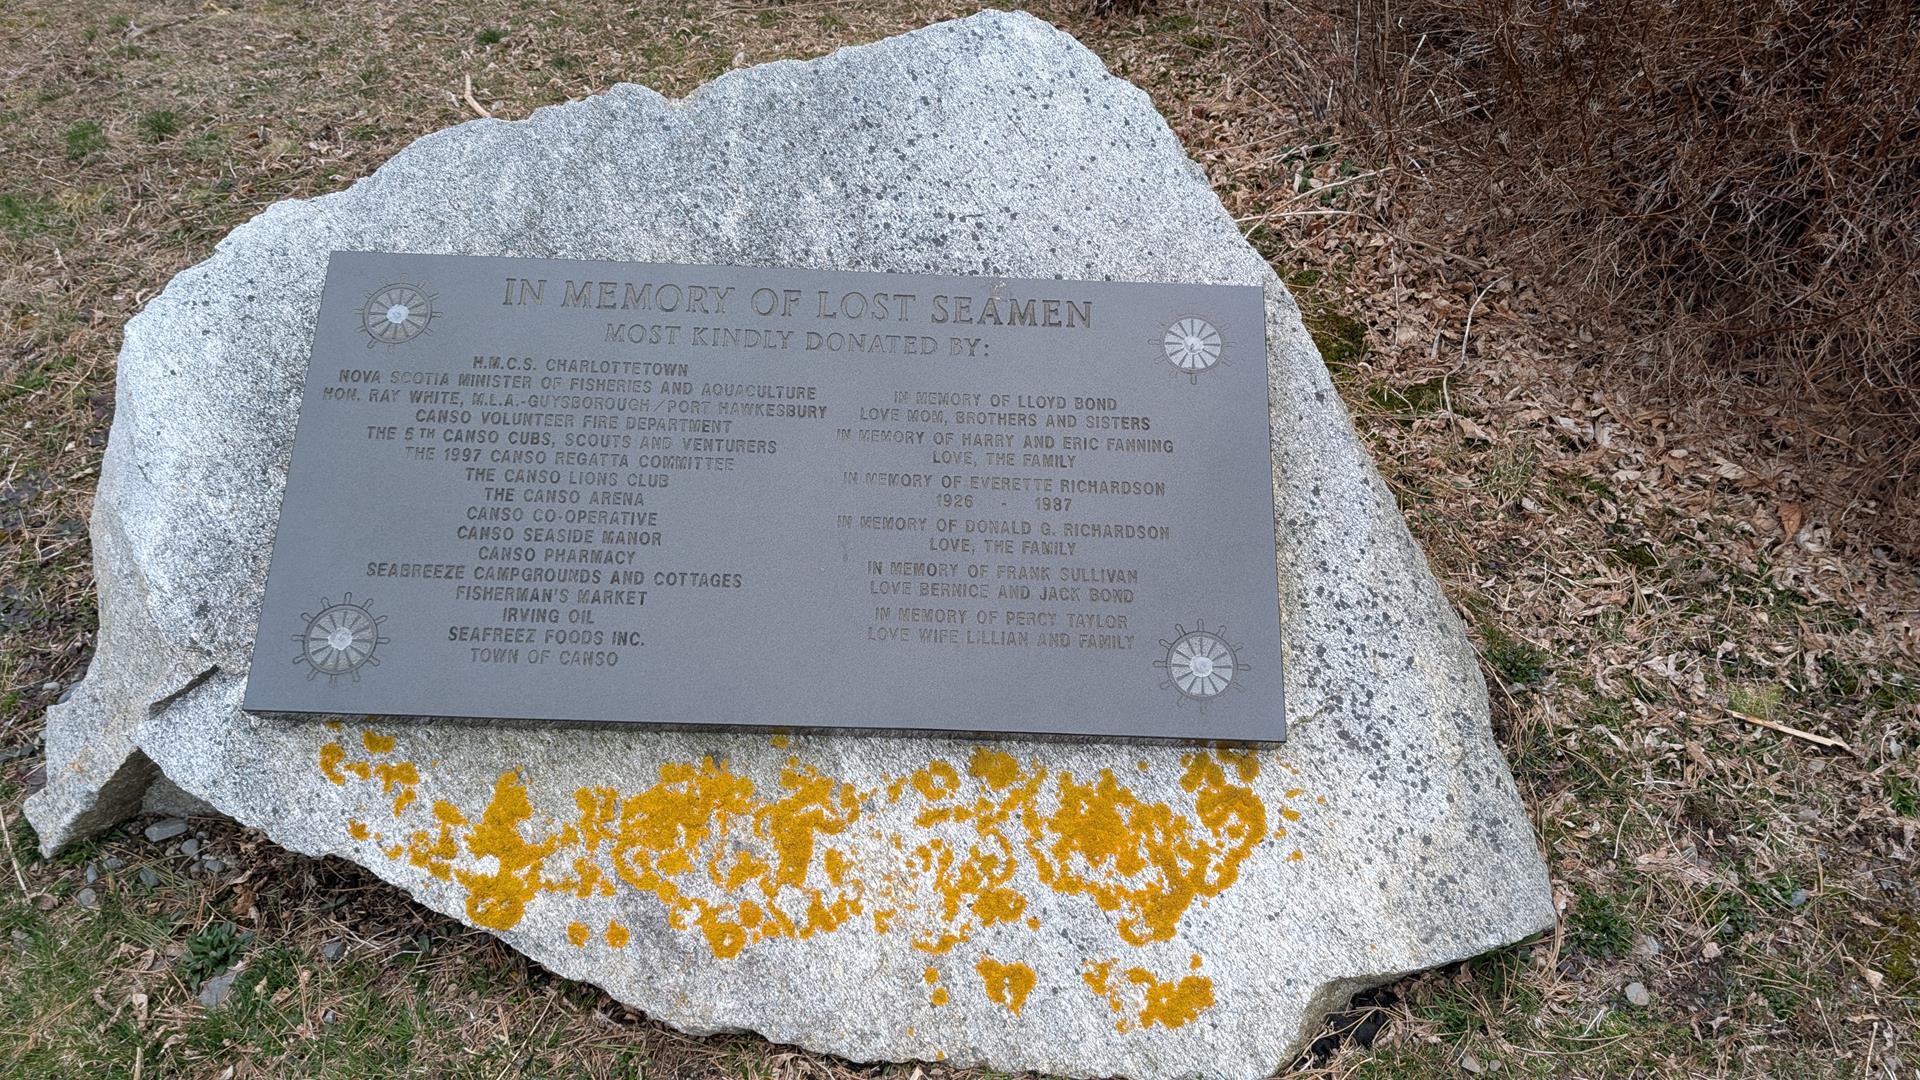 IN MEMORY OF LOST SEAMEN
MOST KINDLY DONATED BY:
H.M.C.S. CHARLOTTETOWN
NOVA SCOTIA MINISTER OF FISHERIES AND AQUACULTURE
HON. RAY WHITE, M.L.A.-GUYSBOROUGH/PORT HAWKESBURY
CANSO VOLUNTEER FIRE DEPARTMENT
THE 5TH CANSO CUBS, SCOUTS AND VENTURERS
THE 1997 CANSO REGATTA COMMITTEE
THE CANSO LIONS CLUB
THE CANSO ARENA
CANSO CO-OPERATIVE
CANSO SEASIDE MANOR
CANSO PHARMACY
SEABREEZE CAMPGROUNDS AND COTTAGES
FISHERMAN'S MARKET
IRVING OIL
SEAFREEZ FOODS INC.
TOWN OF CANSO
IN MEMORY OF LLOYD BOND
LOVE MOM, BROTHERS AND SISTERS
IN MEMORY OF HARRY AND ERIC FANNING
LOVE, THE FAMILY
IN MEMORY OF EVERETTE RICHARDSON
1926 - 1987
IN MEMORY OF DONALD G. RICHARDSON
LOVE, THE FAMILY
IN MEMORY OF FRANK SULLIVAN
LOVE BERNICE AND JACK BOND
IN MEMORY OF PERCY TAYLOR
LOVE WIFE LILLIAN AND FAMILY